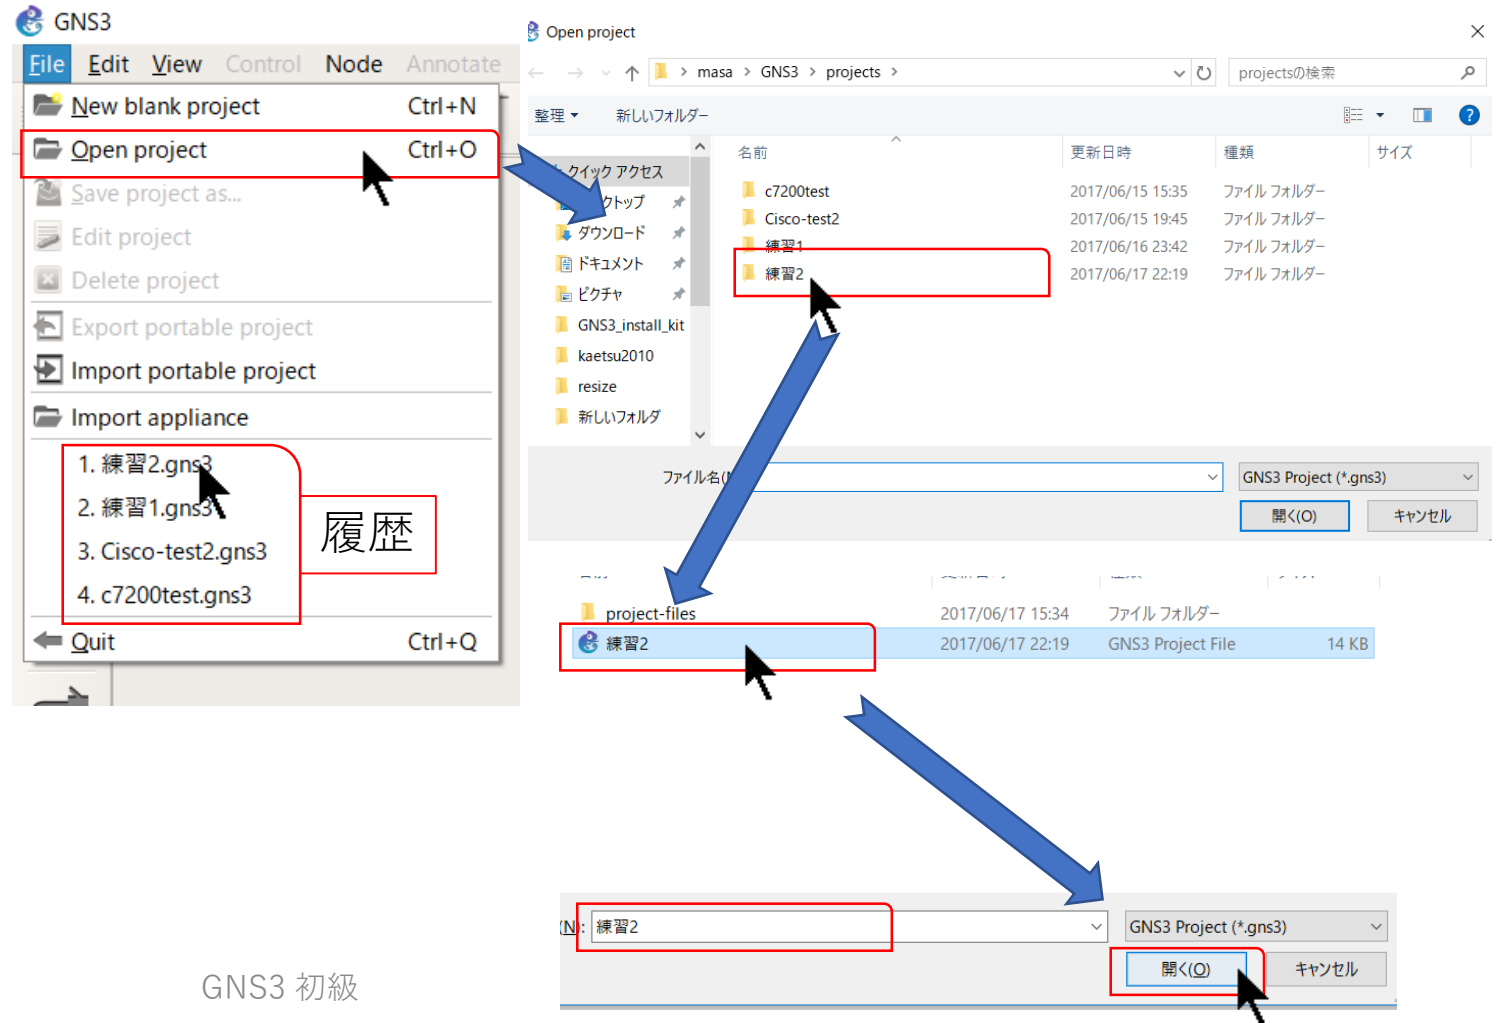 GNS3
File Edit View Control Node Annotate
New blank project Ctrl+N
Open project Ctrl+O
Save project as...
Edit project
Delete project
Export portable project
Import portable project
Import appliance
1. 練習2.gns3
2. 練習1.gns3
3. Cisco-test2.gns3
4. c7200test.gns3
履歴
Quit Ctrl+Q
Open project
masa > GNS3 > projects >
projectsの検索
整理 新しいフォルダー
クイック アクセス
クトップ
ダウンロード
ドキュメント
ピクチャ
GNS3_install_kit
kaetsu2010
resize
新しいフォルダ
名前 更新日時 種類 サイズ
c7200test 2017/06/15 15:35 ファイル フォルダー
Cisco-test2 2017/06/15 19:45 ファイル フォルダー
練習1 2017/06/16 23:42 ファイル フォルダー
練習2 2017/06/17 22:19 ファイル フォルダー
ファイル名(
GNS3 Project (*.gns3)
開く(O) キャンセル
project-files 2017/06/17 15:34 ファイル フォルダー
練習2 2017/06/17 22:19 GNS3 Project File 14 KB
(N): 練習2 GNS3 Project (*.gns3)
開く(O) キャンセル
GNS3 初級